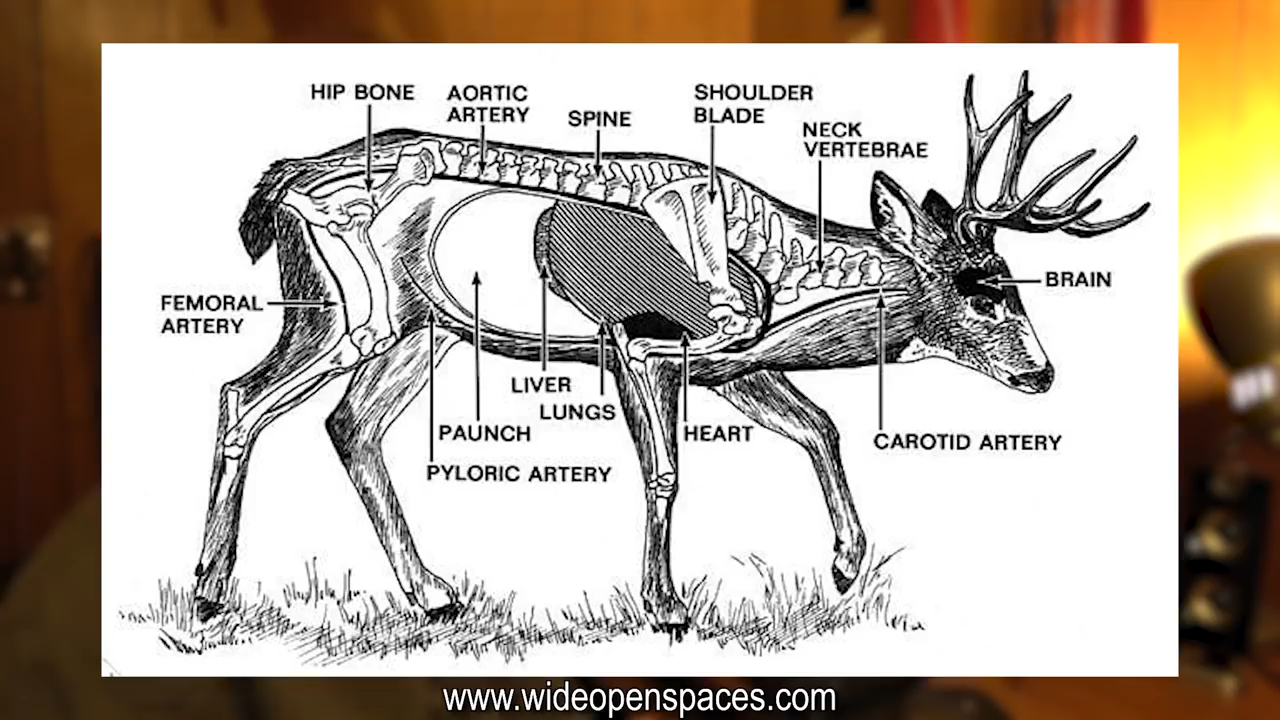 HIP BONE
AORTIC
ARTERY
SPINE
SHOULDER
BLADE
NECK
VERTEBRAE
BRAIN
FEMORAL
ARTERY
LIVER
LUNGS
PAUNCH
HEART
CAROTID ARTERY
PYLORIC ARTERY
www.wideopenspaces.com